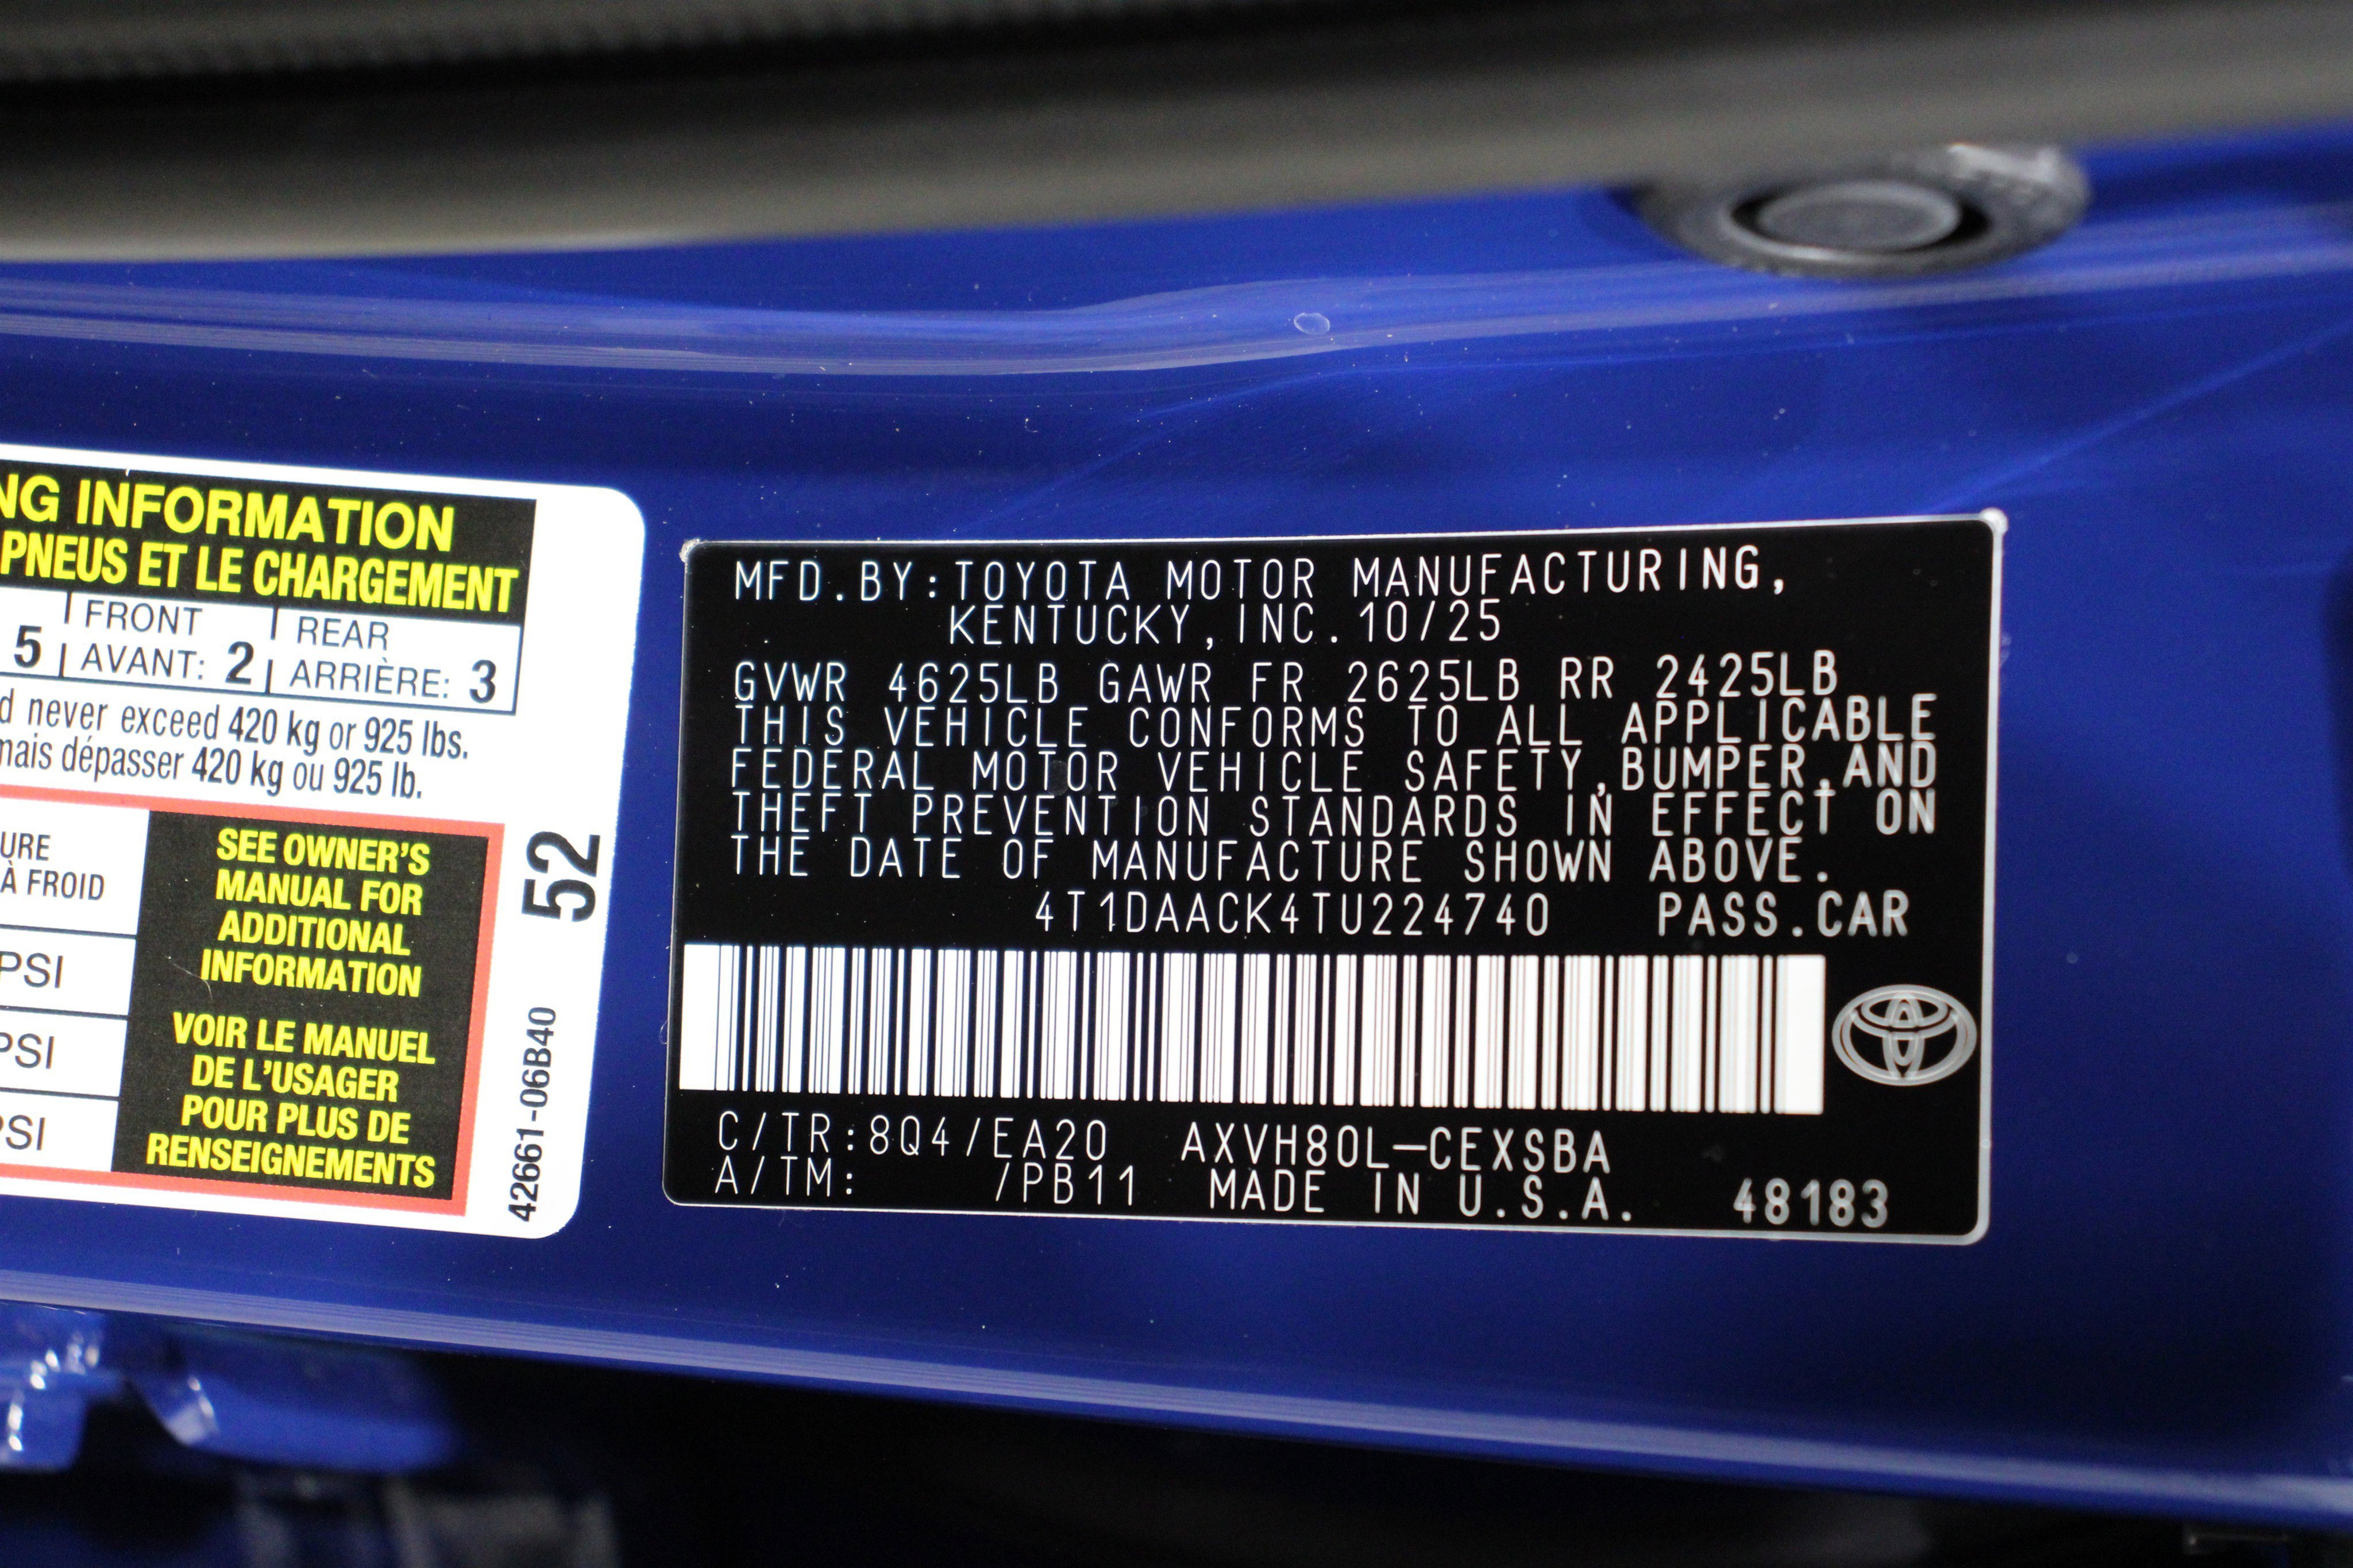 NG INFORMATION
PNEUS ET LE CHARGEMENT
5 FRONT AVANT: 2 REAR ARRIÈRE: 3
d never exceed 420 kg or 925 lbs.
mais dépasser 420 kg ou 925 lb.
URE
À FROID
PSI
PSI
PSI
SEE OWNER'S
MANUAL FOR
ADDITIONAL
INFORMATION
VOIR LE MANUEL
DE L'USAGER
POUR PLUS DE
RENSEIGNEMENTS
52
42661-06B40
MFD.BY:TOYOTA MOTOR MANUFACTURING,
KENTUCKY,INC.10/25
GVWR 4625LB GAWR FR 2625LB RR 2425LB
THIS VEHICLE CONFORMS TO ALL APPLICABLE
FEDERAL MOTOR VEHICLE SAFETY,BUMPER,AND
THEFT PREVENTION STANDARDS IN EFFECT ON
THE DATE OF MANUFACTURE SHOWN ABOVE.
4T1DAACK4TU224740 PASS.CAR
C/TR:8Q4/EA20 AXVH80L-CEXSBA
A/TM: /PB11 MADE IN U.S.A. 48183